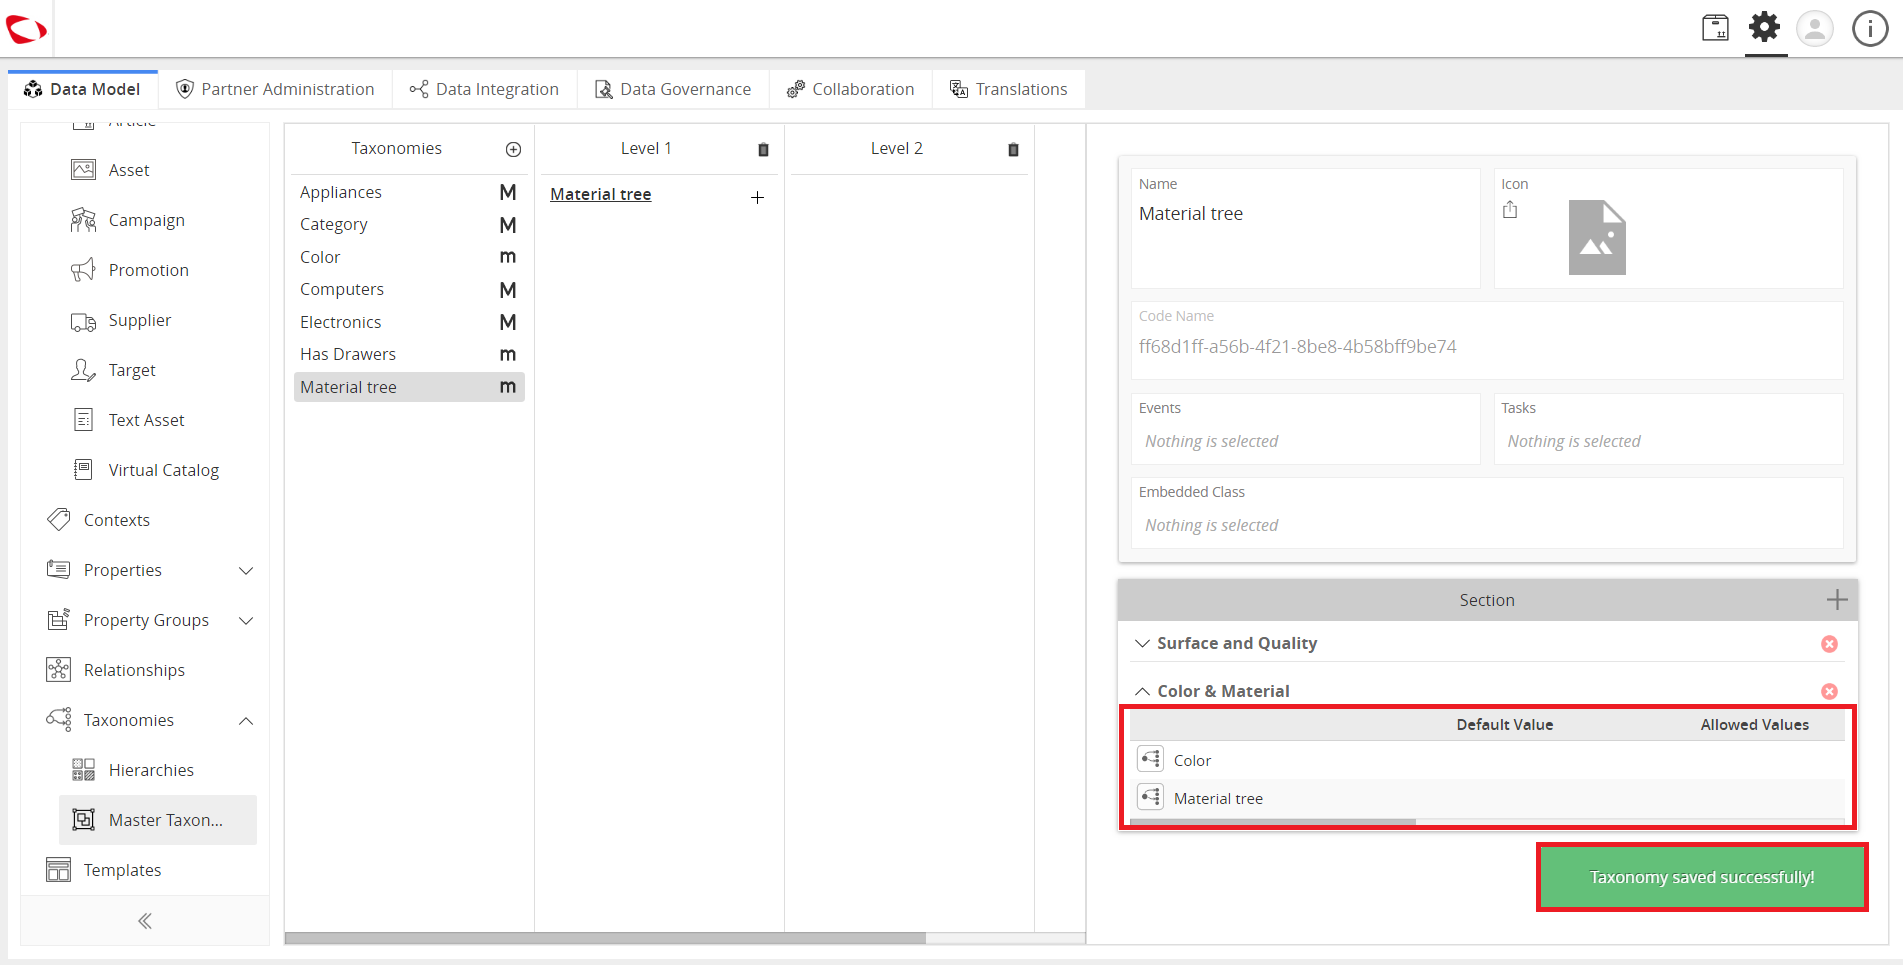 Data Model
Partner Administration
Data Integration
Data Governance
Collaboration
Translations
Article
Asset
Campaign
Promotion
Supplier
Target
Text Asset
Virtual Catalog
Contexts
Properties
Property Groups
Relationships
Taxonomies
Hierarchies
Master Taxon...
Templates
Taxonomies
Appliances M
Category M
Color m
Computers M
Electronics M
Has Drawers m
Material tree m
Level 1
Material tree
Level 2
Name
Material tree
Icon
Code Name
ff68d1ff-a56b-4f21-8be8-4b58bff9be74
Events
Nothing is selected
Tasks
Nothing is selected
Embedded Class
Nothing is selected
Section
Surface and Quality
Color & Material
Default Value Allowed Values
Color
Material tree
Taxonomy saved successfully!